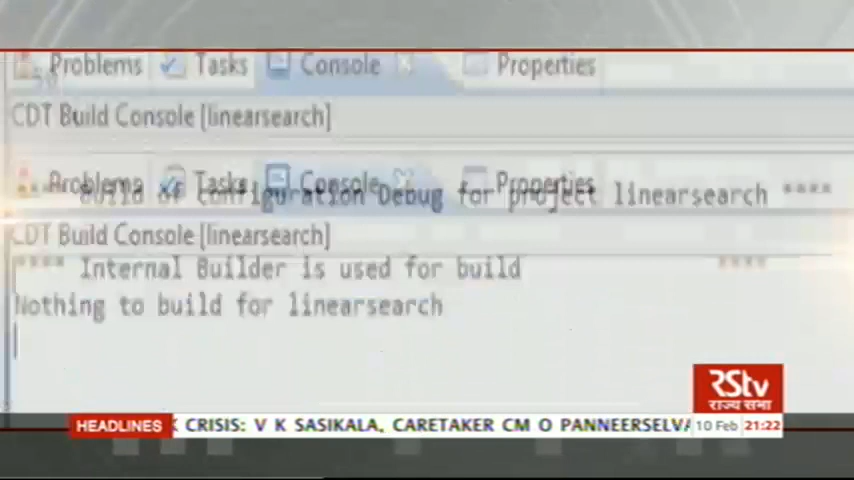 Problems Tasks Console Properties
CDT Build Console [linearsearch]
Problems Tasks Console Properties
**** Build of configuration Debug for project linearsearch ****
CDT Build Console [linearsearch]
**** Internal Builder is used for build ****
Nothing to build for linearsearch
RStv
राज्य सभा
HEADLINES K CRISIS: V K SASIKALA, CARETAKER CM O PANNEERSELVA 10 Feb 21:22